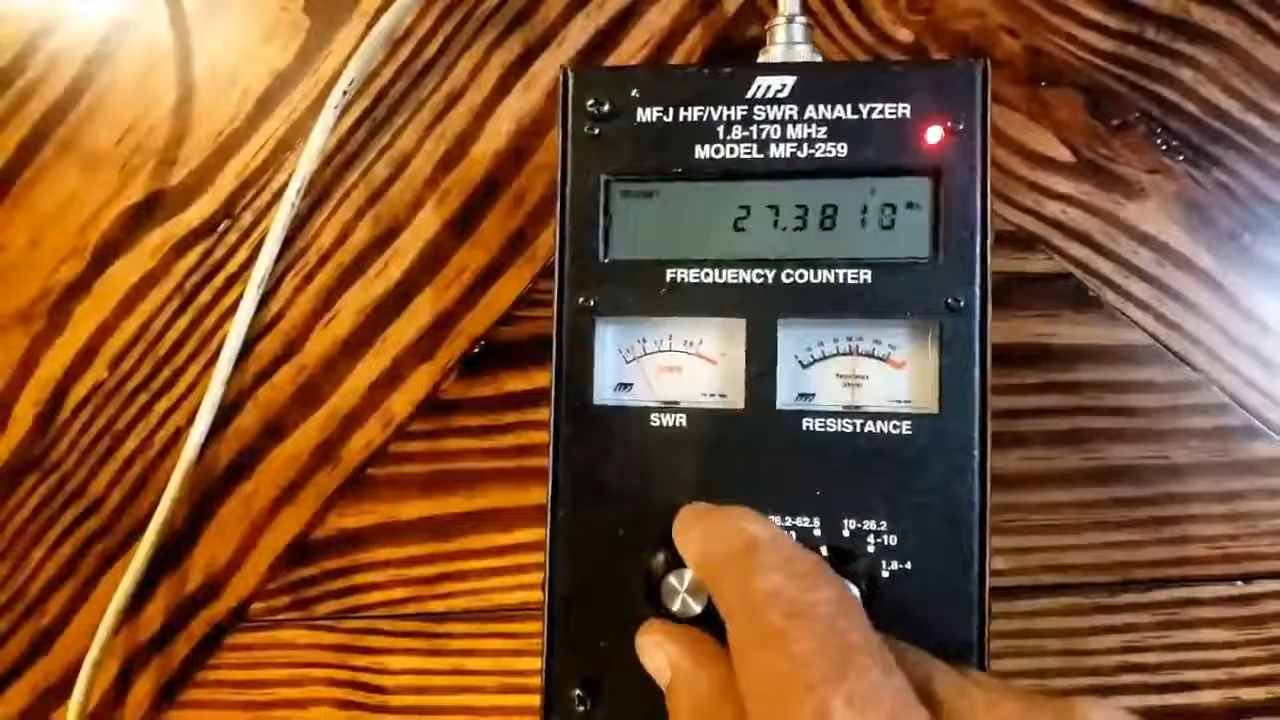 MFJ
MFJ HF/VHF SWR ANALYZER
1.8-170 MHz
MODEL MFJ-259
27.3810
FREQUENCY COUNTER
SWR
RESISTANCE
26.2-62.5
10-26.2
4-10
1.8-4